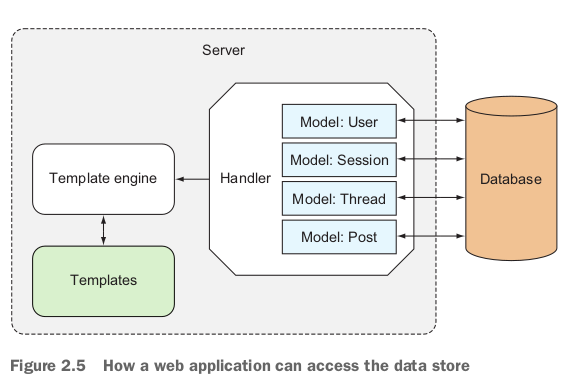 Server
Model: User
Model: Session
Template engine
Handler
Model: Thread
Database
Model: Post
Templates
Figure 2.5 How a web application can access the data store